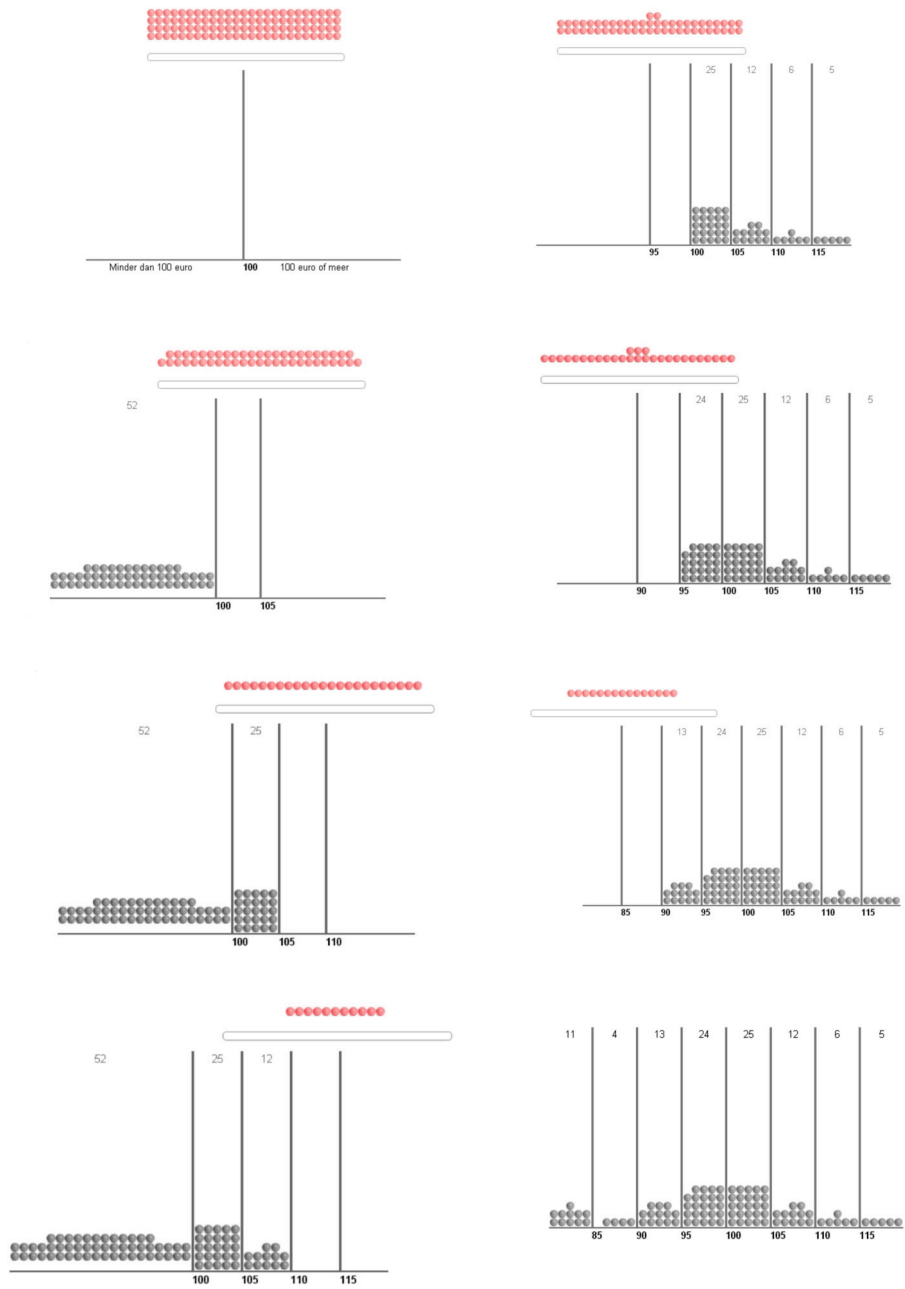 Minder dan 100 euro 100 100 euro of meer
52
100 105
52 25
100 105 110
52 25 12
100 105 110 115
25 12 6 5
95 100 105 110 115
24 25 12 6 5
90 95 100 105 110 115
13 24 25 12 6 5
85 90 95 100 105 110 115
11 4 13 24 25 12 6 5
85 90 95 100 105 110 115